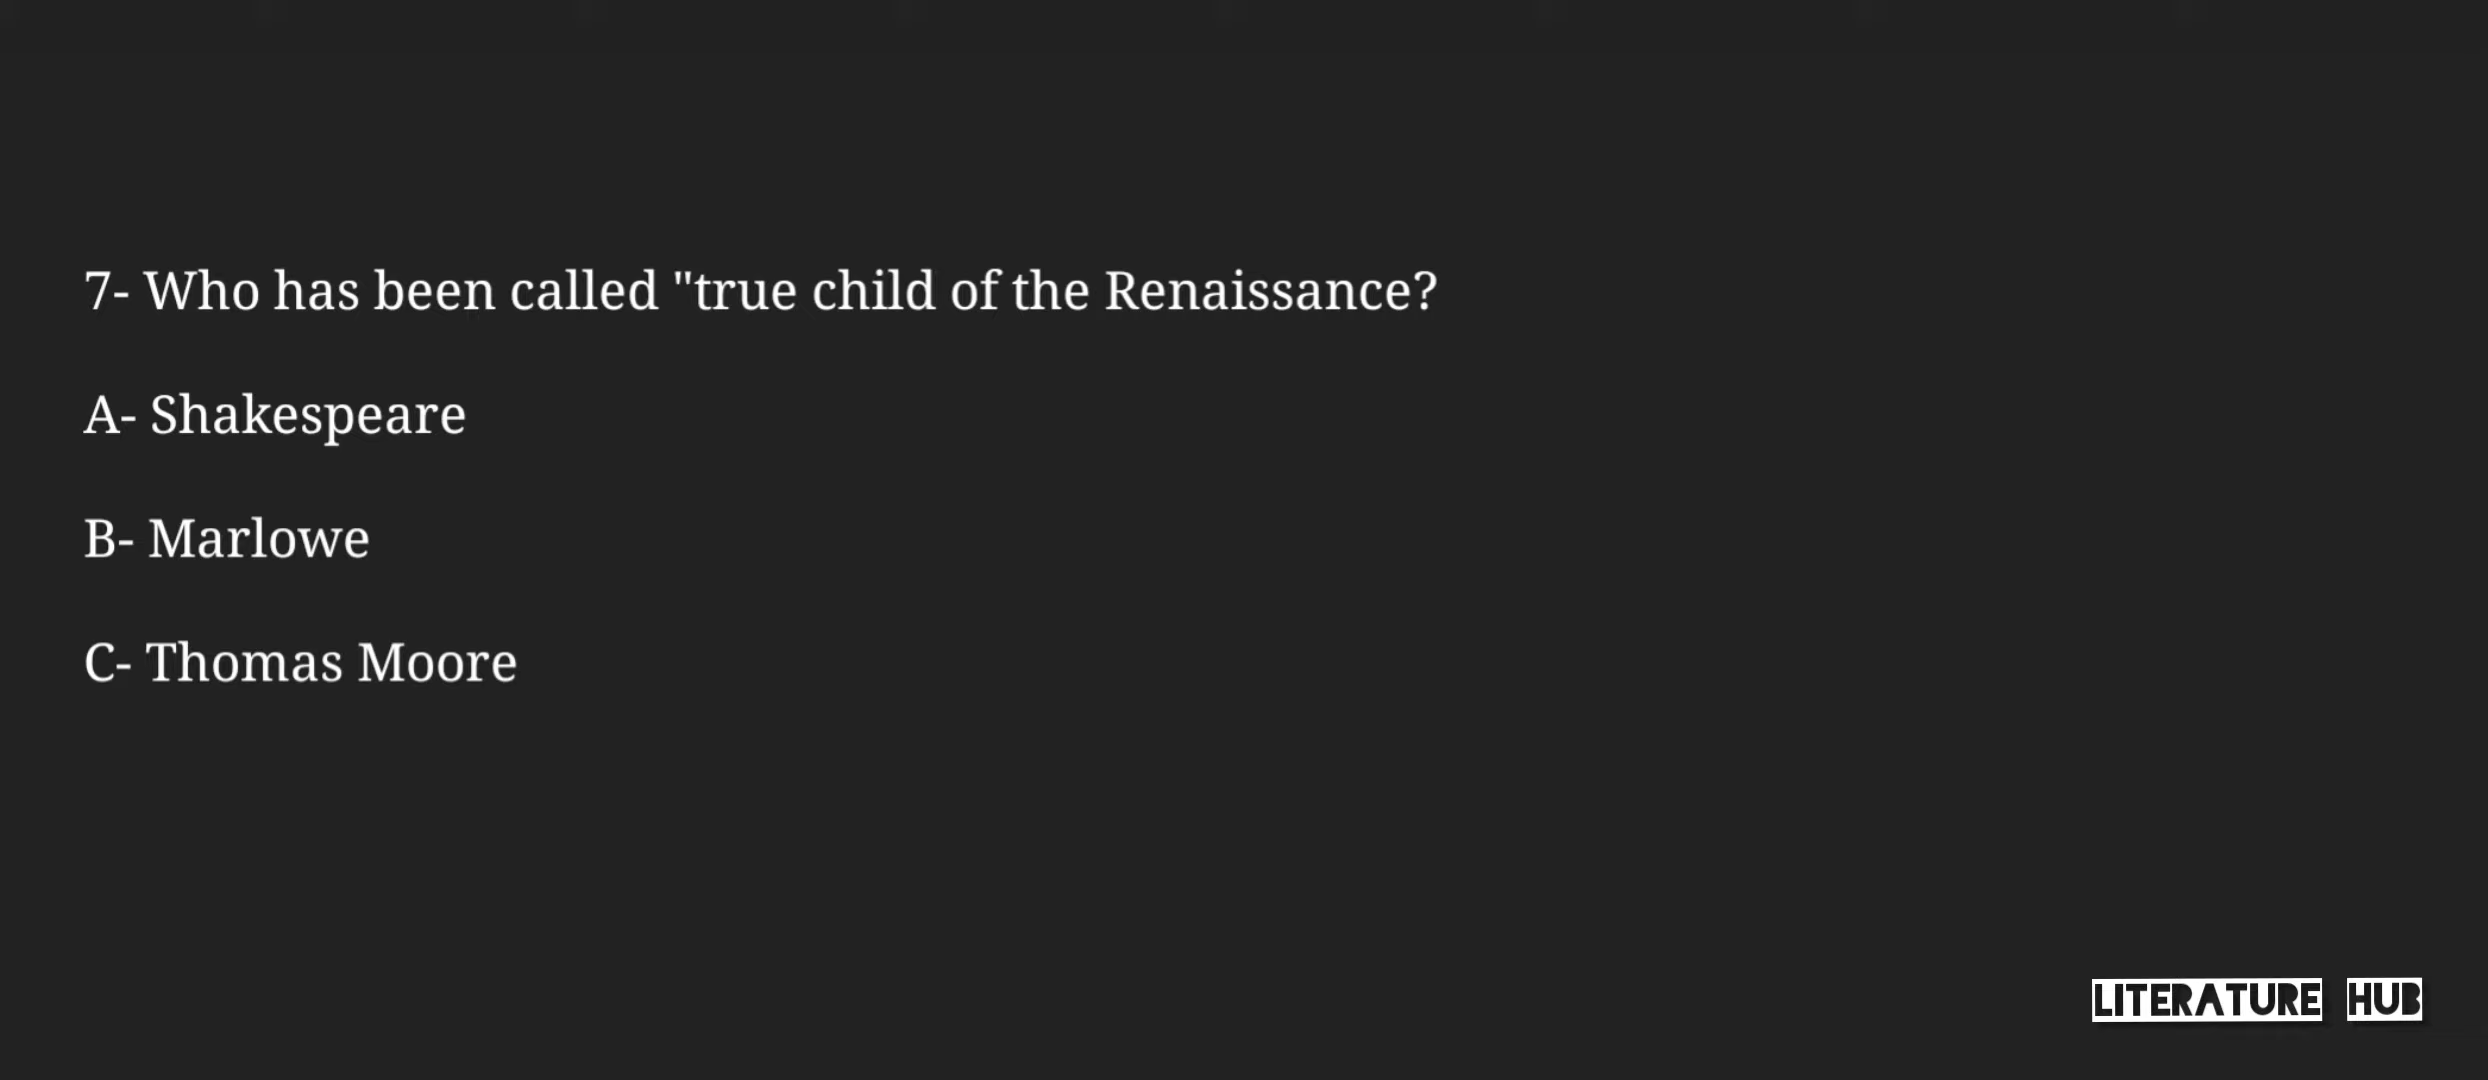 7- Who has been called "true child of the Renaissance?
A- Shakespeare
B- Marlowe
C- Thomas Moore
LITERATURE HUB